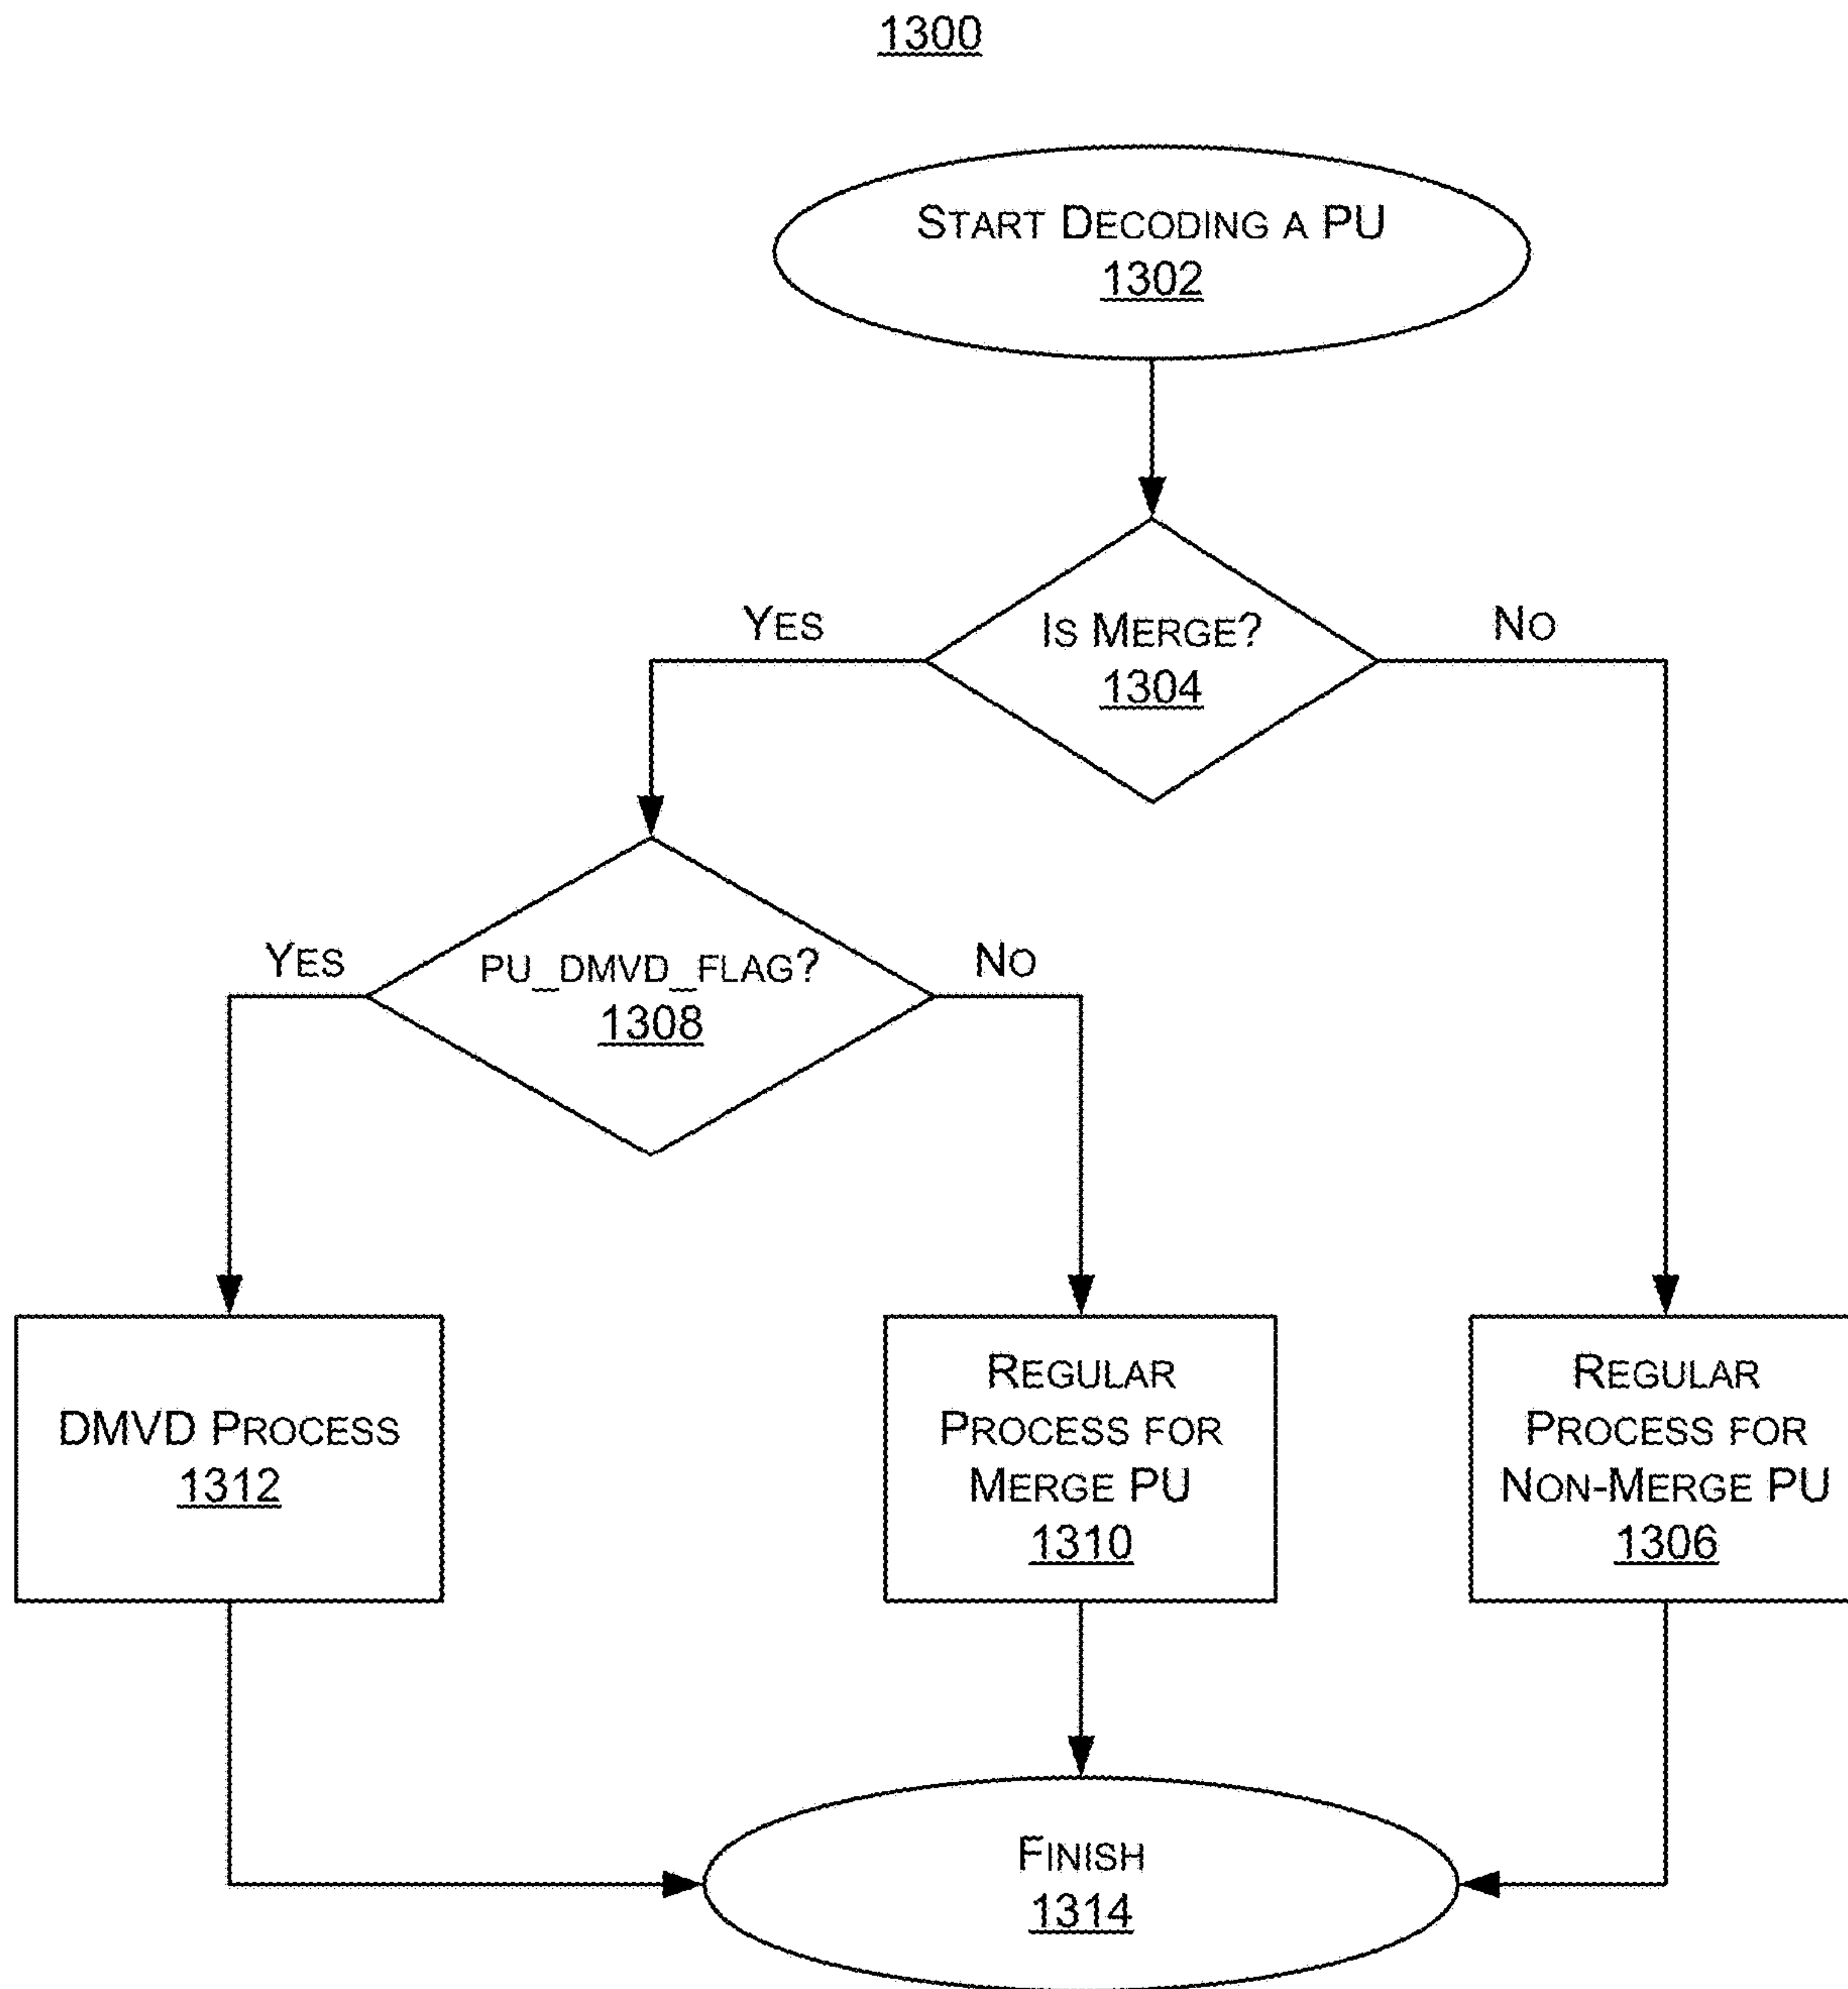 1300
START DECODING A PU
1302
YES
IS MERGE?
1304
NO
YES
PU_DMVD_FLAG?
1308
NO
DMVD PROCESS
1312
REGULAR
PROCESS FOR
MERGE PU
1310
REGULAR
PROCESS FOR
NON-MERGE PU
1306
FINISH
1314